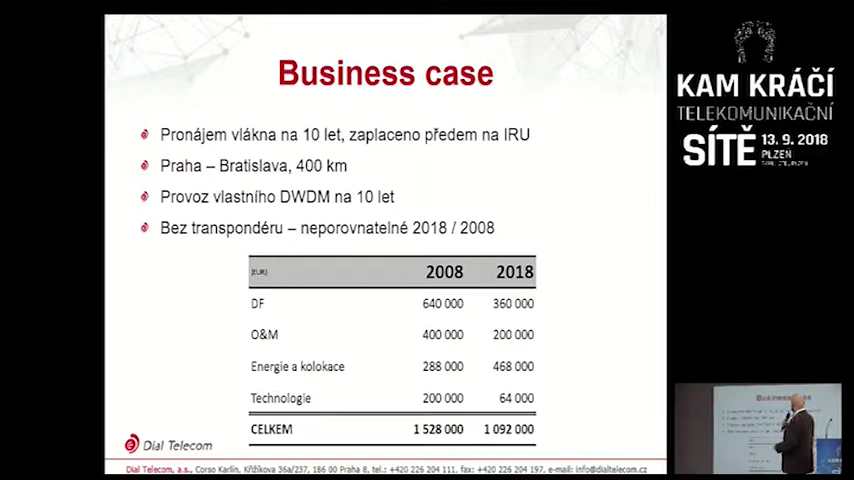 Business case
Pronájem vlákna na 10 let, zaplaceno předem na IRU
Praha – Bratislava, 400 km
Provoz vlastního DWDM na 10 let
Bez transpondéru – neporovnatelné 2018 / 2008
(EUR) 2008 2018
DF 640 000 360 000
O&M 400 000 200 000
Energie a kolokace 288 000 468 000
Technologie 200 000 64 000
CELKEM 1 528 000 1 092 000
Dial Telecom
Dial Telecom, a.s., Corso Karlín, Křižíkova 36a/237, 186 00 Praha 8, tel.: +420 226 204 111, fax: +420 226 204 197, e-mail: info@dialtelecom.cz
KAM KRÁČÍ
TELEKOMUNIKAČNÍ
SÍTĚ 13. 9. 2018
PLZEN
Business case